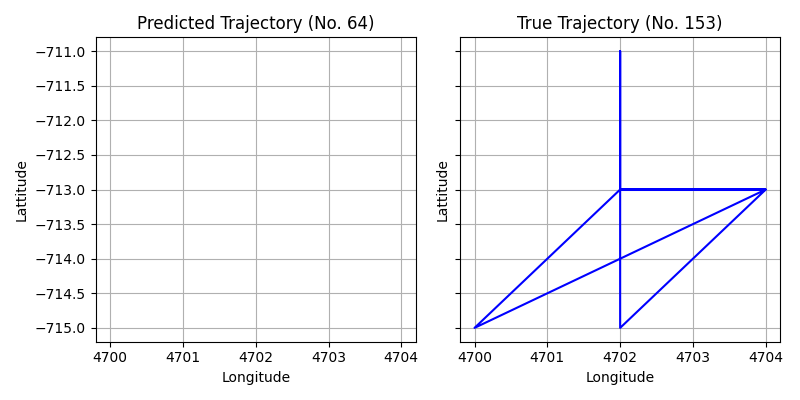 Predicted Trajectory (No. 64)
True Trajectory (No. 153)
−711.0
−711.5
−712.0
−712.5
−713.0
−713.5
−714.0
−714.5
−715.0
Lattitude
Lattitude
4700 4701 4702 4703 4704
4700 4701 4702 4703 4704
Longitude
Longitude